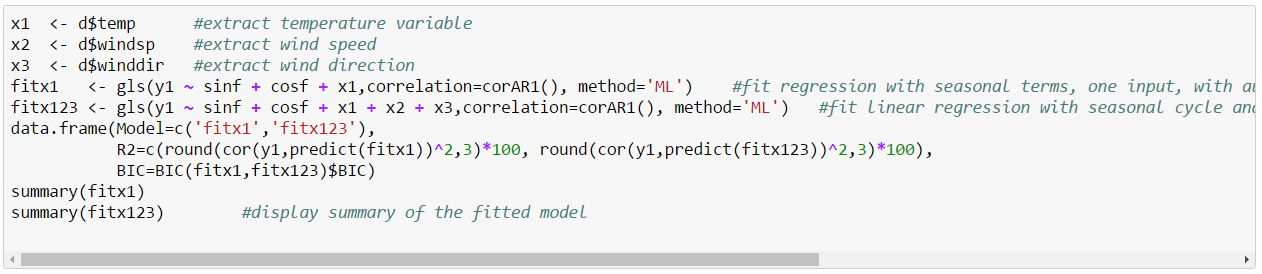 x1  <- d$temp      #extract temperature variable
x2  <- d$windsp    #extract wind speed
x3  <- d$winddir   #extract wind direction
fitx1   <- gls(y1 ~ sinf + cosf + x1,correlation=corAR1(), method='ML')    #fit regression with seasonal terms, one input, with
fitx123 <- gls(y1 ~ sinf + cosf + x1 + x2 + x3,correlation=corAR1(), method='ML')   #fit linear regression with seasonal cycle
data.frame(Model=c('fitx1','fitx123'),
           R2=c(round(cor(y1,predict(fitx1))^2,3)*100, round(cor(y1,predict(fitx123))^2,3)*100),
           BIC=BIC(fitx1,fitx123)$BIC)
summary(fitx1)
summary(fitx123)        #display summary of the fitted model